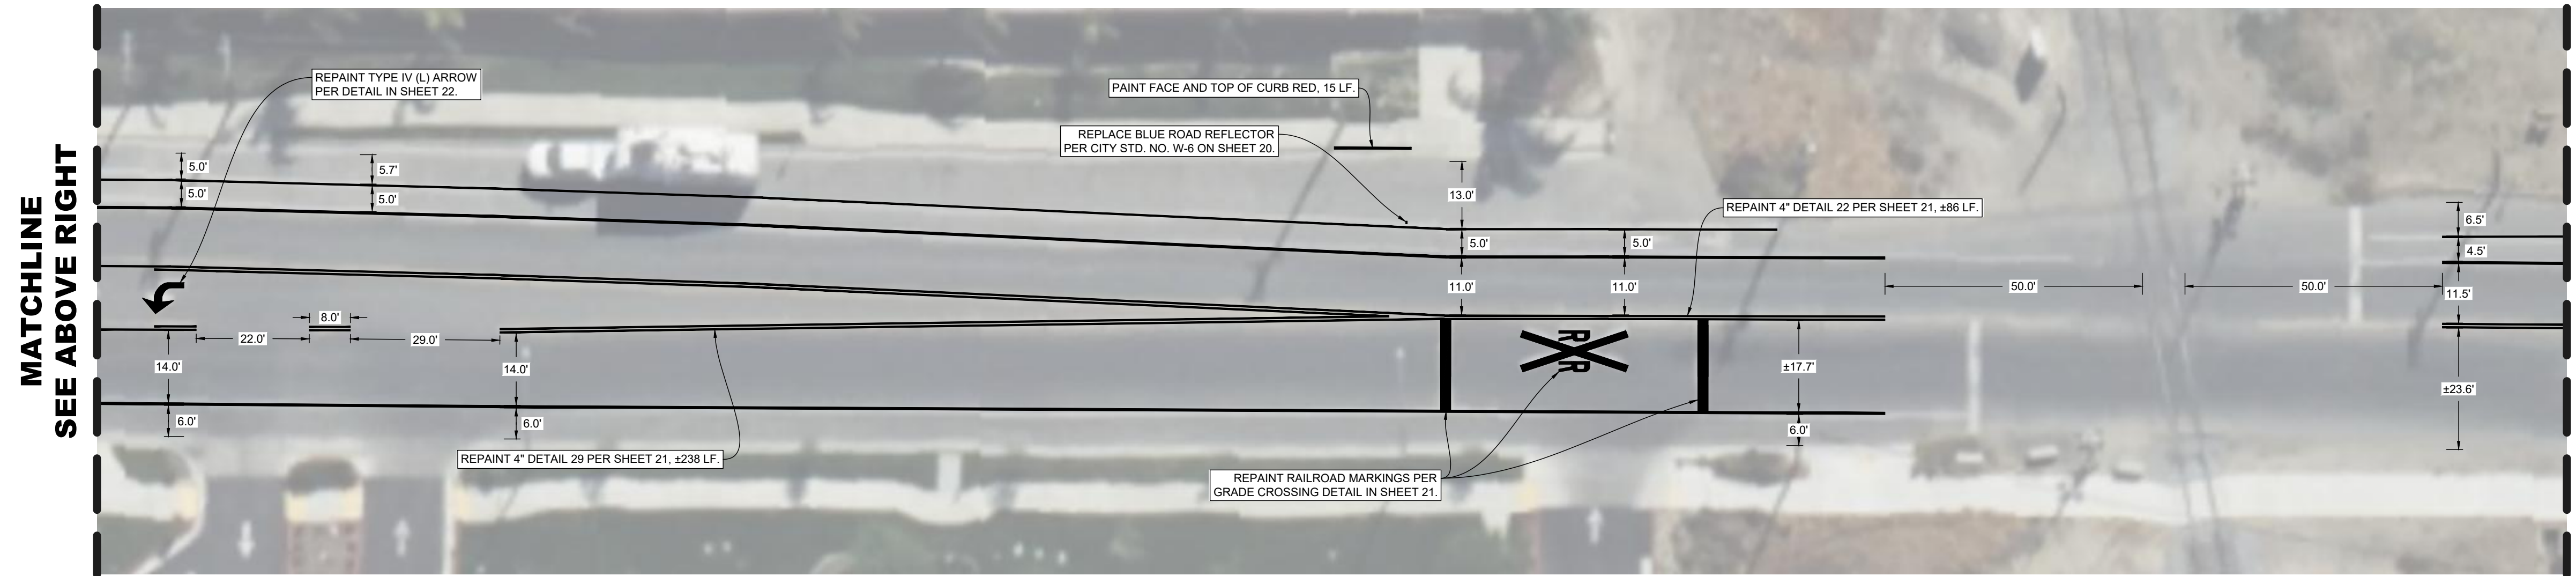 MATCHLINE
SEE ABOVE RIGHT
REPAINT TYPE IV (L) ARROW
PER DETAIL IN SHEET 22.
PAINT FACE AND TOP OF CURB RED, 15 LF.
REPLACE BLUE ROAD REFLECTOR
PER CITY STD. NO. W-6 ON SHEET 20.
REPAINT 4" DETAIL 22 PER SHEET 21, ±86 LF.
5.0'
5.0'
5.7'
5.0'
13.0'
5.0'
5.0'
11.0'
11.0'
50.0'
50.0'
6.5'
4.5'
11.5'
±23.6'
8.0'
22.0'
29.0'
14.0'
14.0'
6.0'
6.0'
R R
±17.7'
6.0'
REPAINT 4" DETAIL 29 PER SHEET 21, ±238 LF.
REPAINT RAILROAD MARKINGS PER
GRADE CROSSING DETAIL IN SHEET 21.